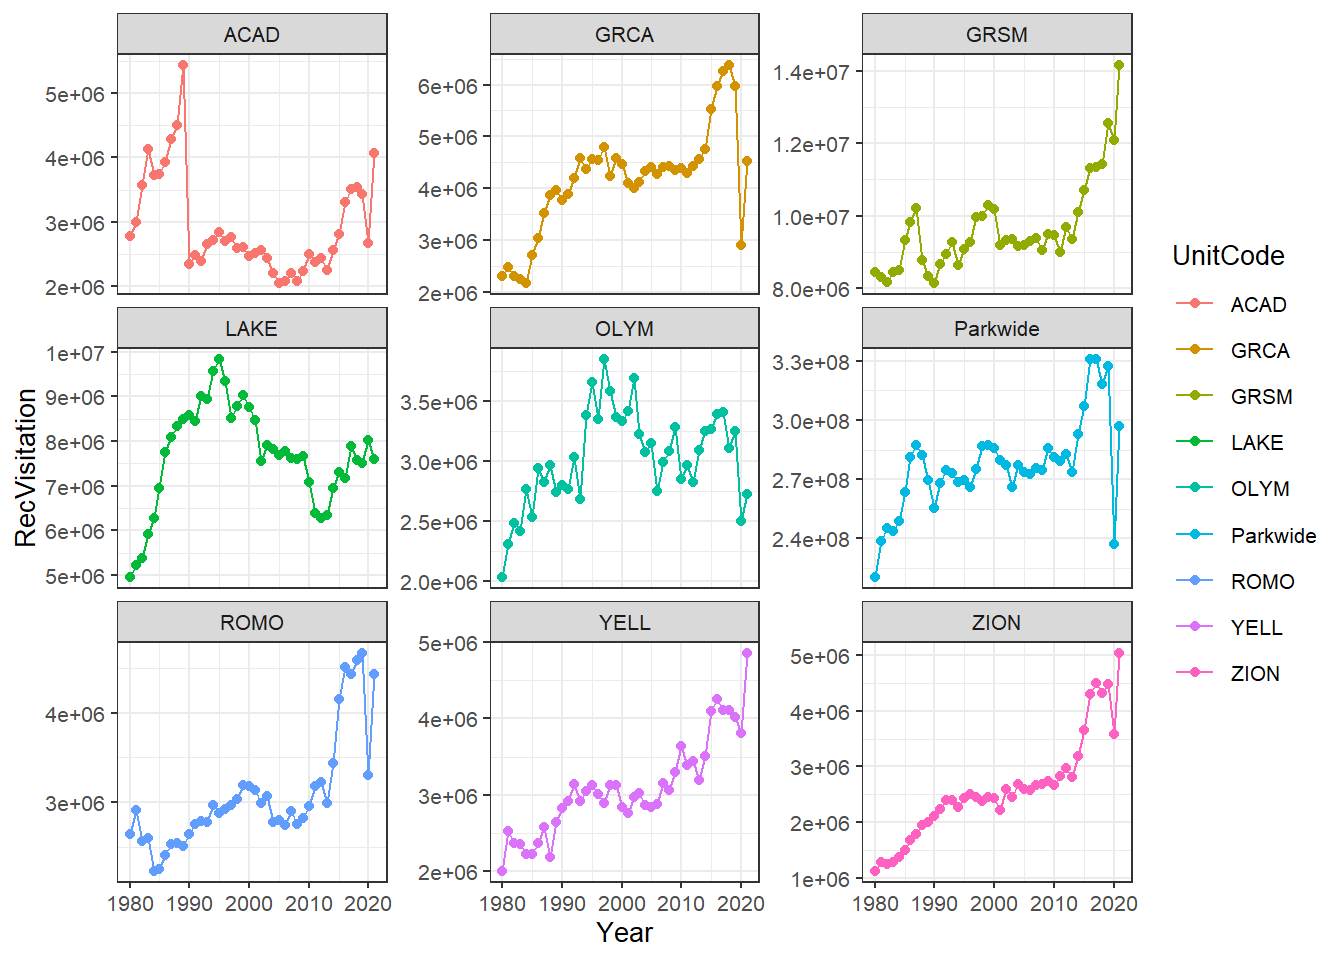 ACAD
GRCA
GRSM
5e+06
4e+06
3e+06
2e+06
6e+06
5e+06
4e+06
3e+06
2e+06
1.4e+07
1.2e+07
1.0e+07
8.0e+06
LAKE
OLYM
Parkwide
1e+07
9e+06
8e+06
7e+06
6e+06
5e+06
3.5e+06
3.0e+06
2.5e+06
2.0e+06
3.3e+08
3.0e+08
2.7e+08
2.4e+08
ROMO
YELL
ZION
4e+06
3e+06
5e+06
4e+06
3e+06
2e+06
5e+06
4e+06
3e+06
2e+06
1e+06
1980 1990 2000 2010 2020
1980 1990 2000 2010 2020
1980 1990 2000 2010 2020
Year
RecVisitation
UnitCode
ACAD
GRCA
GRSM
LAKE
OLYM
Parkwide
ROMO
YELL
ZION